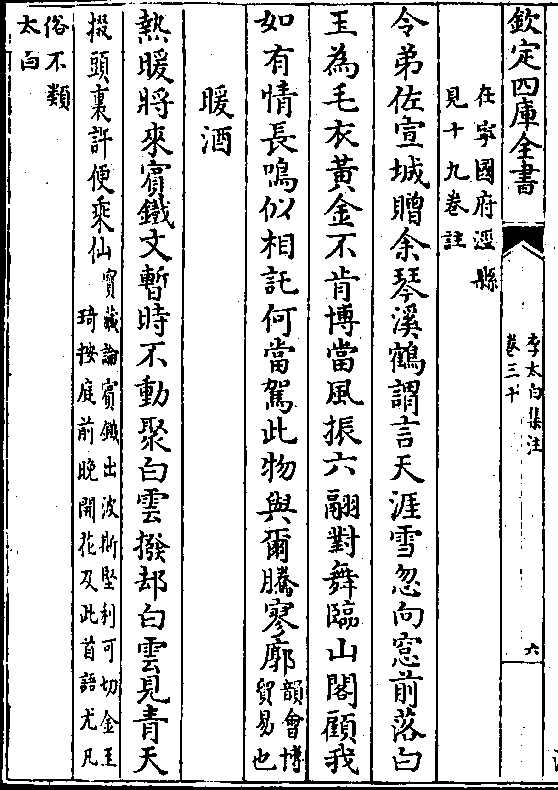 欽定四庫全書
李太白集注
卷三十
六
在寧國府涇縣
見十九卷註
令弟佐宣城贈余琴溪鶴謂言天涯雪忽向窓前落白
玉為毛衣黃金不肯博當風振六翮對舞臨山閣顧我
如有情長鳴似相託何當駕此物與爾騰寥廓
韻會博
貿易也
暖酒
熱暖將來賓鐵文暫時不動聚白雲撥却白雲見青天
掇頭裏許便乘仙
寳藏論賓鐵出波斯堅利可切金玉
琦按庭前晚開花及此首語尤凡
俗不類
太白